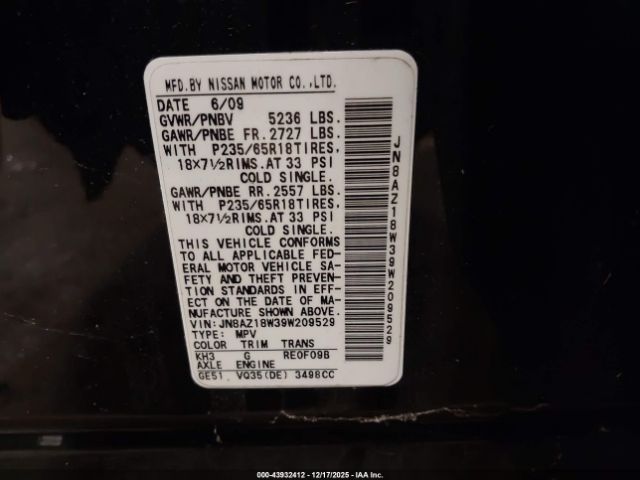 MFD.BY NISSAN MOTOR CO.,LTD.
DATE 6/09
GVWR/PNBV 5236 LBS.
GAWR/PNBE FR. 2727 LBS.
WITH P235/65R18TIRES,
18×7½RIMS.AT 33 PSI
COLD SINGLE.
GAWR/PNBE RR. 2557 LBS.
WITH P235/65R18TIRES,
18×7½RIMS.AT 33 PSI
COLD SINGLE.
THIS VEHICLE CONFORMS
TO ALL APPLICABLE FED-
ERAL MOTOR VEHICLE SA-
FETY AND THEFT PREVEN-
TION STANDARDS IN EFF-
ECT ON THE DATE OF MA-
NUFACTURE SHOWN ABOVE.
VIN: JN8AZ18W39W209529
TYPE: MPV
COLOR TRIM TRANS
KH3 G RE0F09B
AXLE ENGINE
GE51 VQ35(DE) 3498CC
JN8AZ18W39W209529
000-43932412 - 12/17/2025 - IAA Inc.